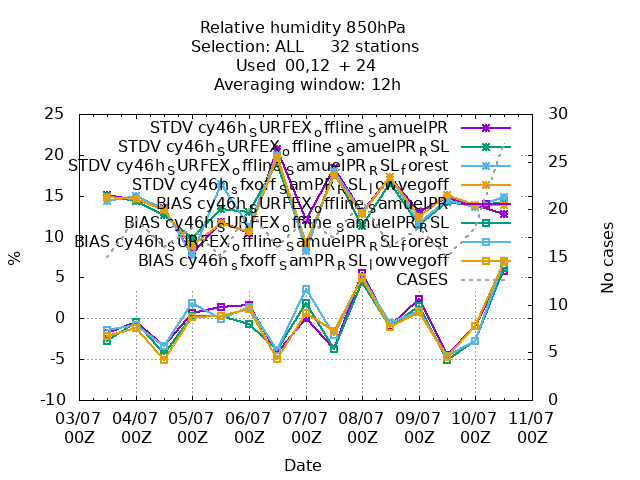 Relative humidity 850hPa
Selection: ALL 32 stations
Used 00,12 + 24
Averaging window: 12h
25
20
15
10
5
0
-5
-10
30
25
20
15
10
5
0
%
No cases
STDV cy46h_SURFEX_offline_samuelPR
STDV cy46h_SURFEX_offline_samuelPR_RSL
STDV cy46h_SURFEX_offline_samuelPR_RSL_forest
STDV cy46h_sfxoff_samPR_RSL_lowvegoff
BIAS cy46h_SURFEX_offline_samuelPR
BIAS cy46h_SURFEX_offline_samuelPR_RSL
BIAS cy46h_SURFEX_offline_samuelPR_RSL_forest
BIAS cy46h_sfxoff_samPR_RSL_lowvegoff
CASES
03/07 04/07 05/07 06/07 07/07 08/07 09/07 10/07 11/07
00Z 00Z 00Z 00Z 00Z 00Z 00Z 00Z 00Z
Date